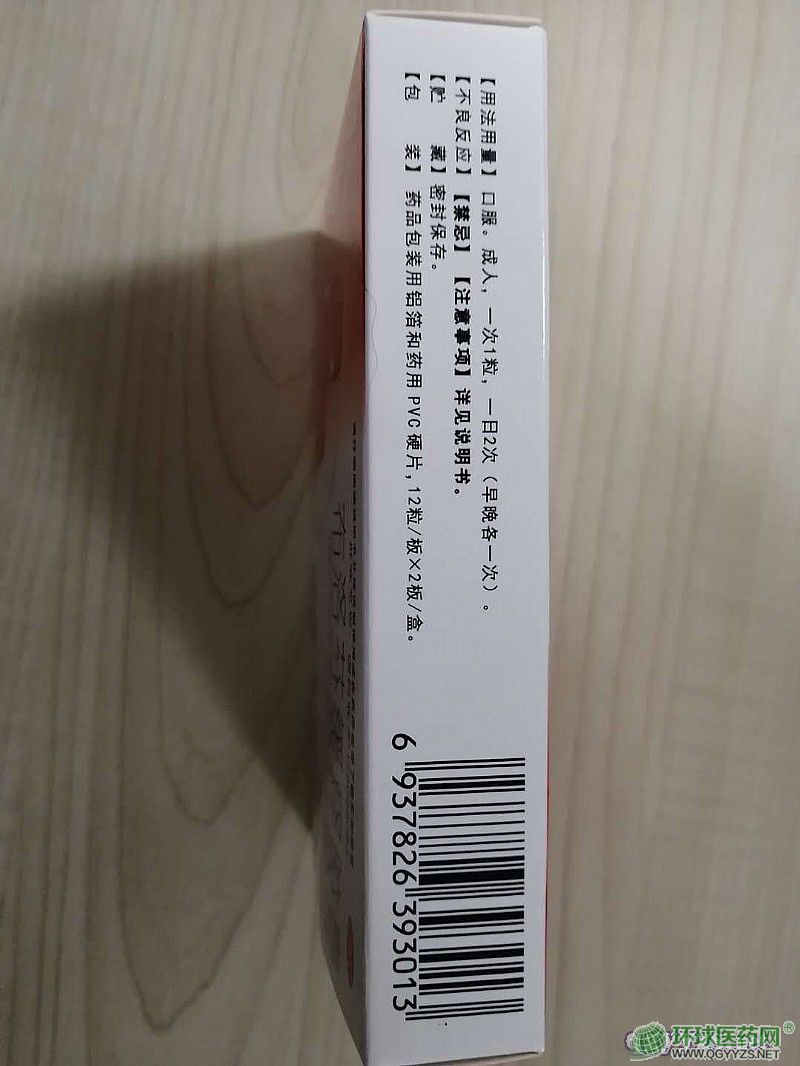 【用法用量】 口服。成人，一次1粒，一日2次（早晚各一次）。
【不良反应】【禁忌】【注意事项】详见说明书。
【贮 藏】密封保存。
【包 装】 药品包装用铝箔和药用PVC硬片，12粒/板×2板/盒。
6 937826 393013
环球医药网®
WWW.QGYYZS.NET